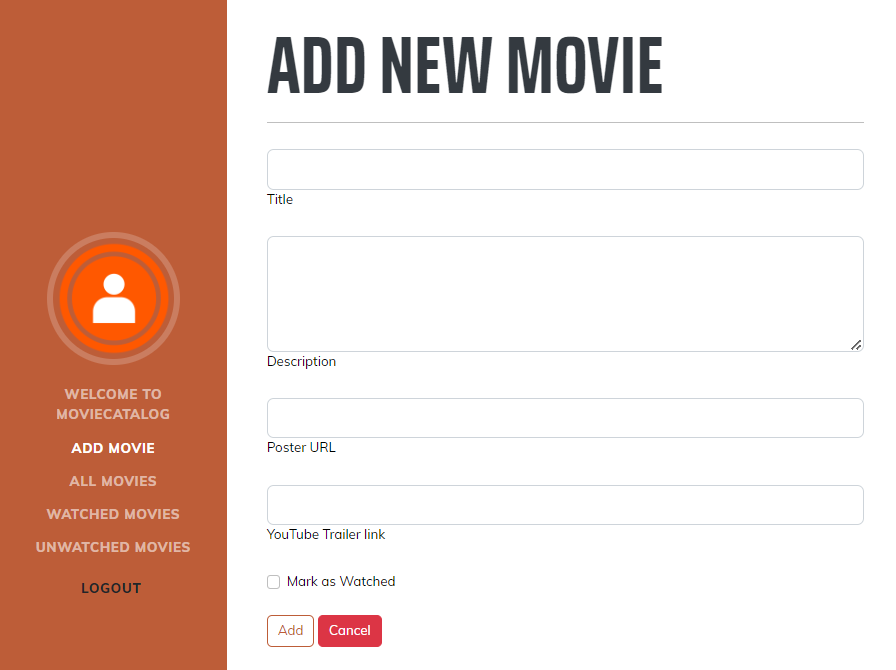 WELCOME TO
MOVIECATALOG
ADD MOVIE
ALL MOVIES
WATCHED MOVIES
UNWATCHED MOVIES
LOGOUT
ADD NEW MOVIE
Title
Description
Poster URL
YouTube Trailer link
Mark as Watched
Add Cancel